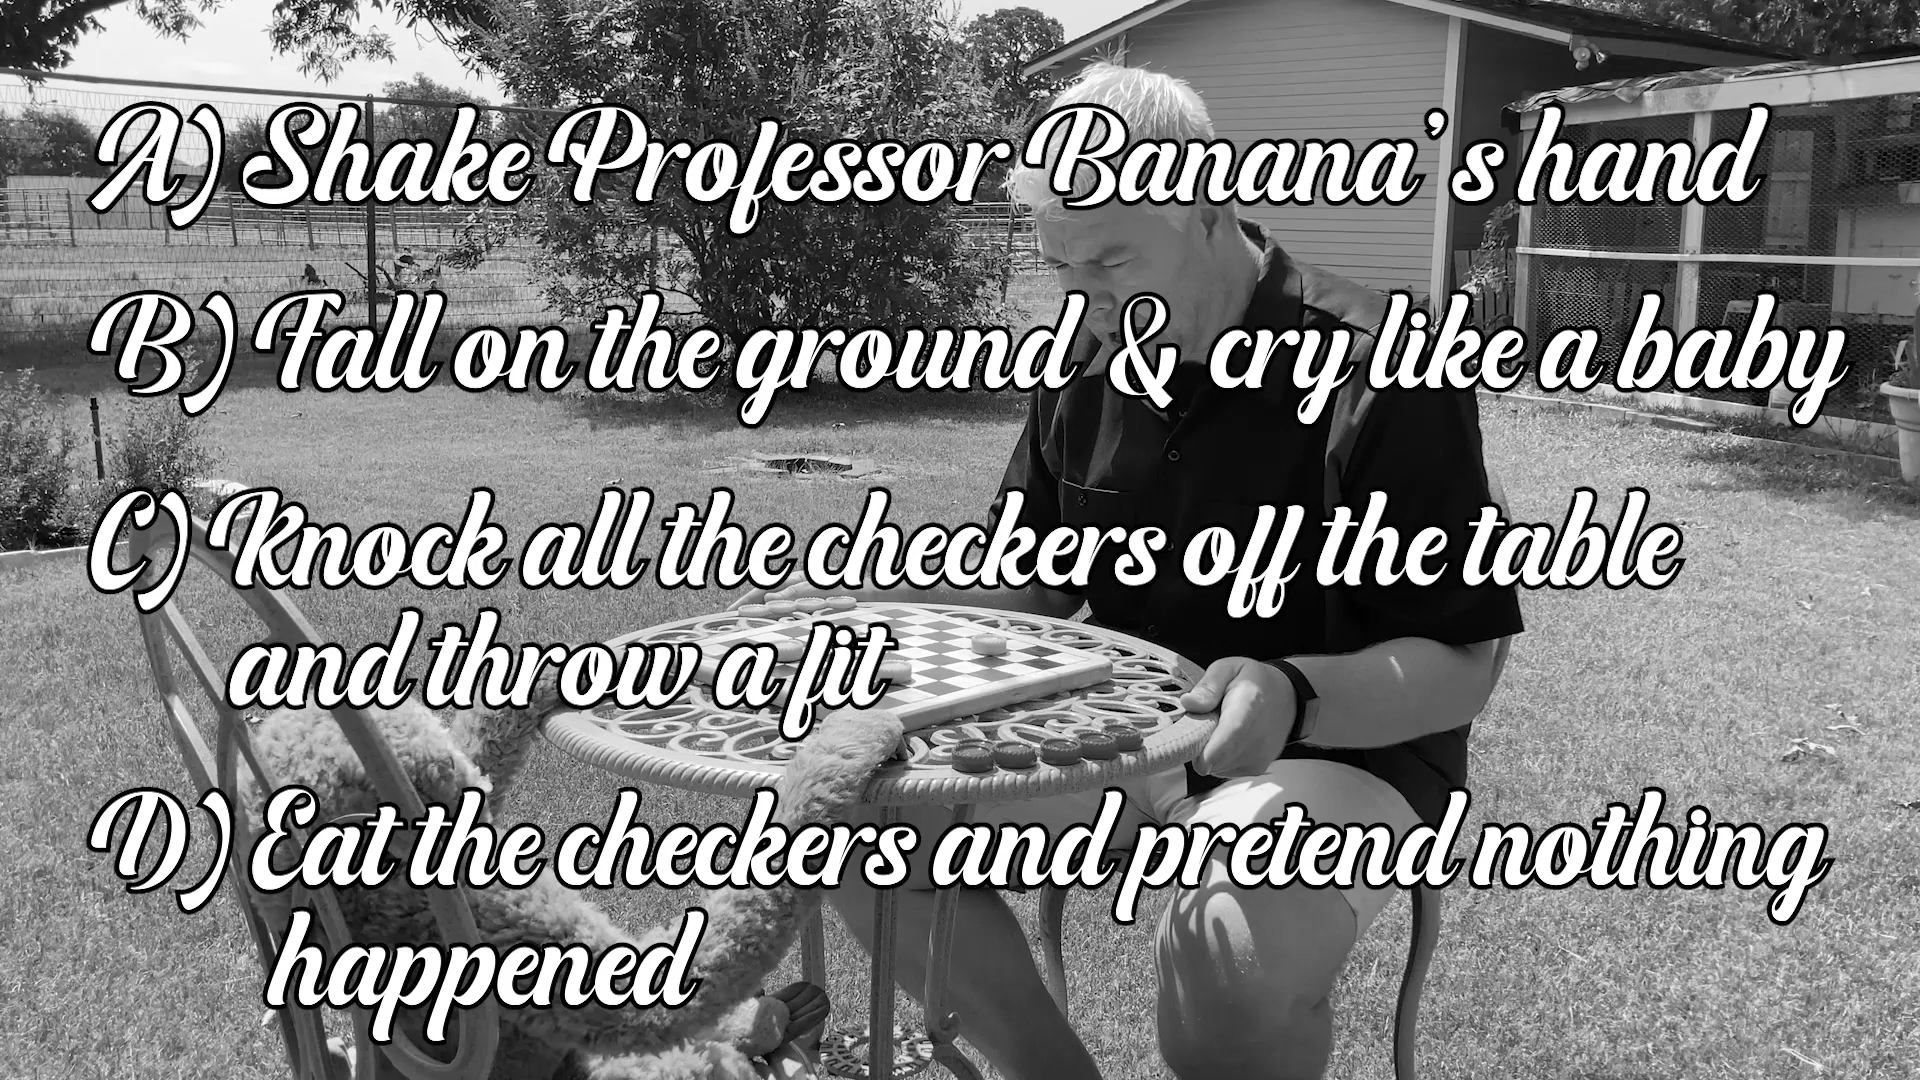 A) Shake Professor Banana's hand
B) Fall on the ground & cry like a baby
C) Knock all the checkers off the table
and throw a fit
D) Eat the checkers and pretend nothing
happened